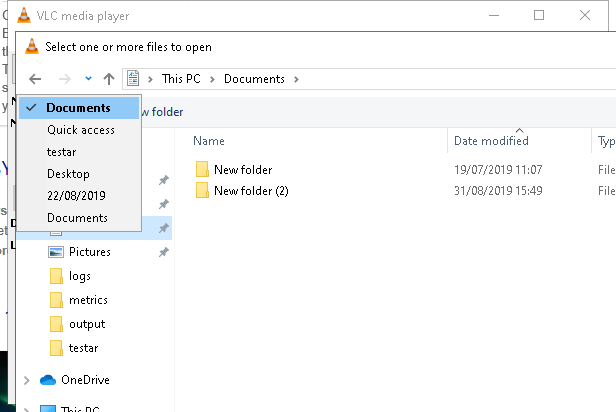 VLC media player
Select one or more files to open
This PC > Documents >
Documents
Quick access
testar
Desktop
22/08/2019
Documents
w folder
Name
Date modified
Typ
New folder
19/07/2019 11:07
File
New folder (2)
31/08/2019 15:49
File
Pictures
logs
metrics
output
testar
OneDrive
This PC